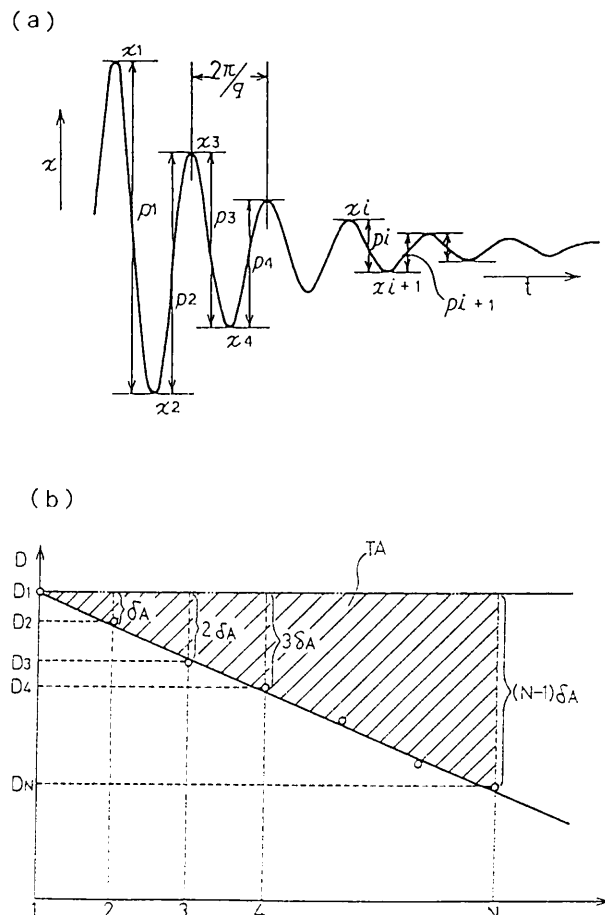 (a)
x1
2π/q
x3
x
p1
p2
p3
p4
xi
pi
xi+1
pi+1
t
x4
x2
(b)
D
TA
D1
δA
D2
2δA
3δA
D3
D4
(N-1)δA
DN
1 2 3 4